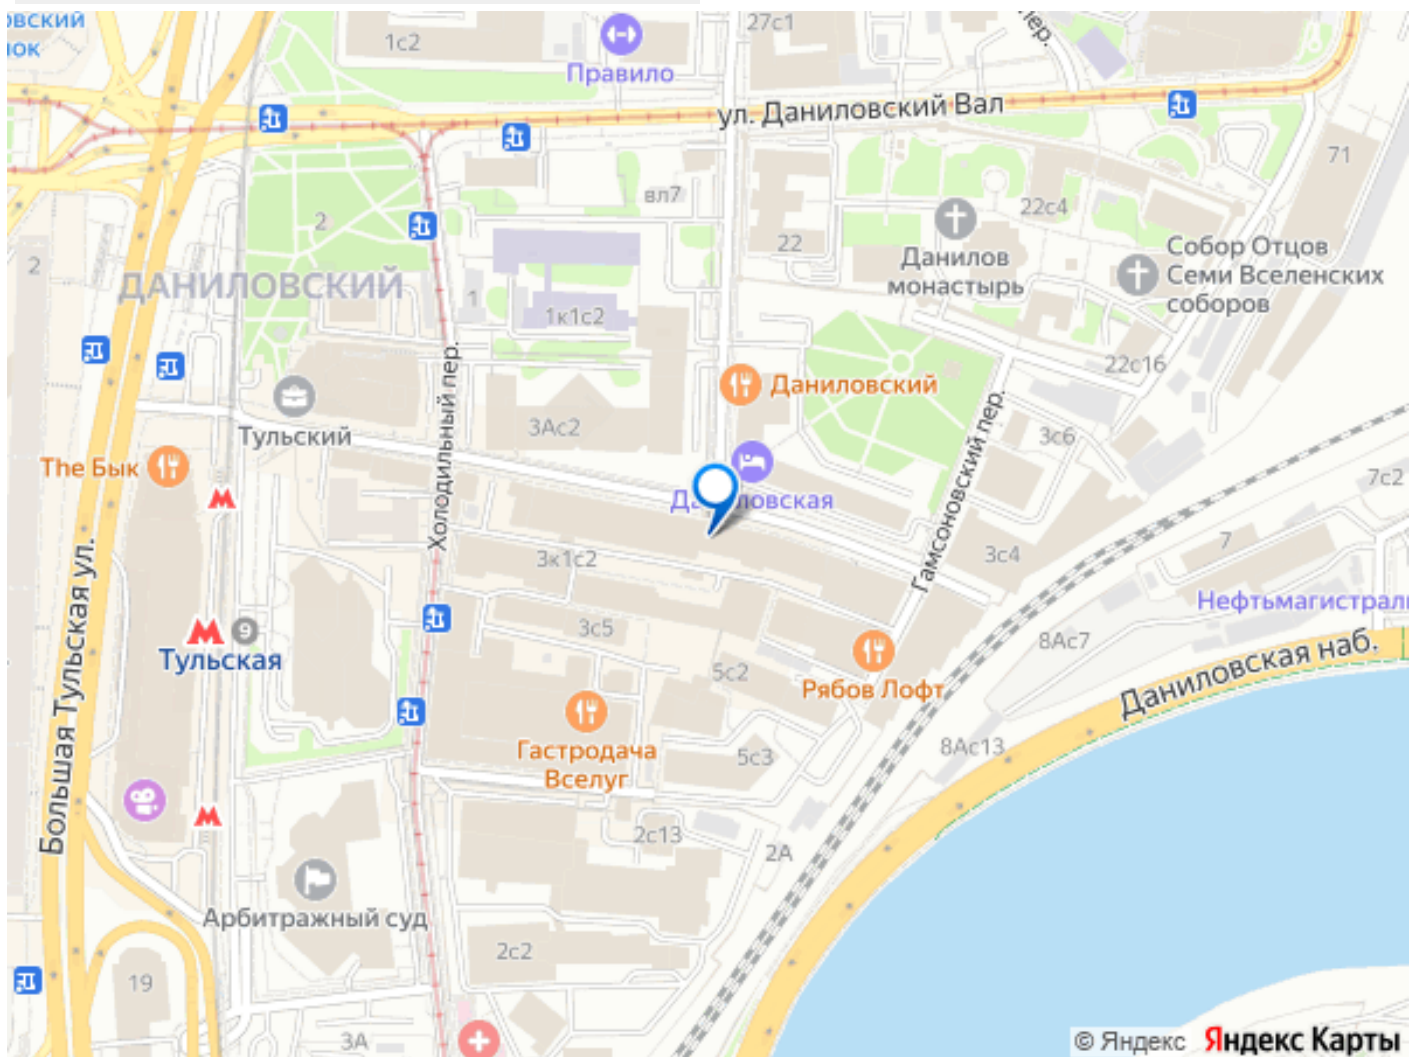 овский
нок
1с2
Правило
27с1
пер.
ул. Даниловский Вал
71
вл7
2
22
22с4
Данилов
монастырь
Собор Отцов
Семи Вселенских
соборов
2
ДАНИЛОВСКИЙ
1
1к1с2
22с16
Холодильный пер.
Даниловский
Тульский
3Ас2
3с6
The Бык
Гамсоновский пер.
7с2
3к1с2
3с4
7
Большая Тульская ул.
9
Тульская
3с5
Нефтьмагистраль
8Ас7
5с2
Рябов Лофт
Даниловская наб.
Гастродача
Вселуг
5с3
8Ас13
2с13
2А
Арбитражный суд
2с2
19
3А
© Яндекс Яндекс Карты